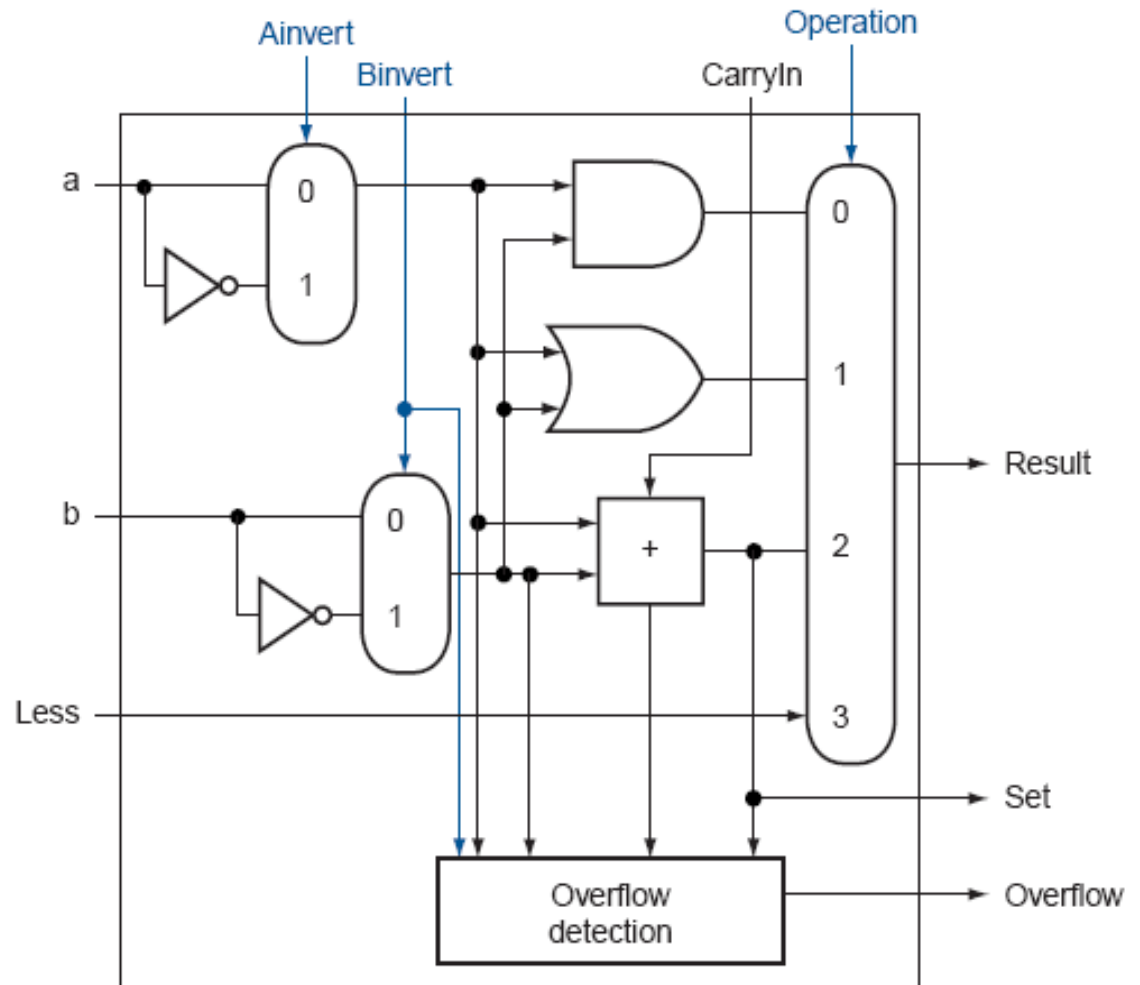 Operation
Ainvert
Binvert
CarryIn
a
0
0
1
1
Result
b
0
+
2
1
Less
3
Set
Overflow
detection
Overflow